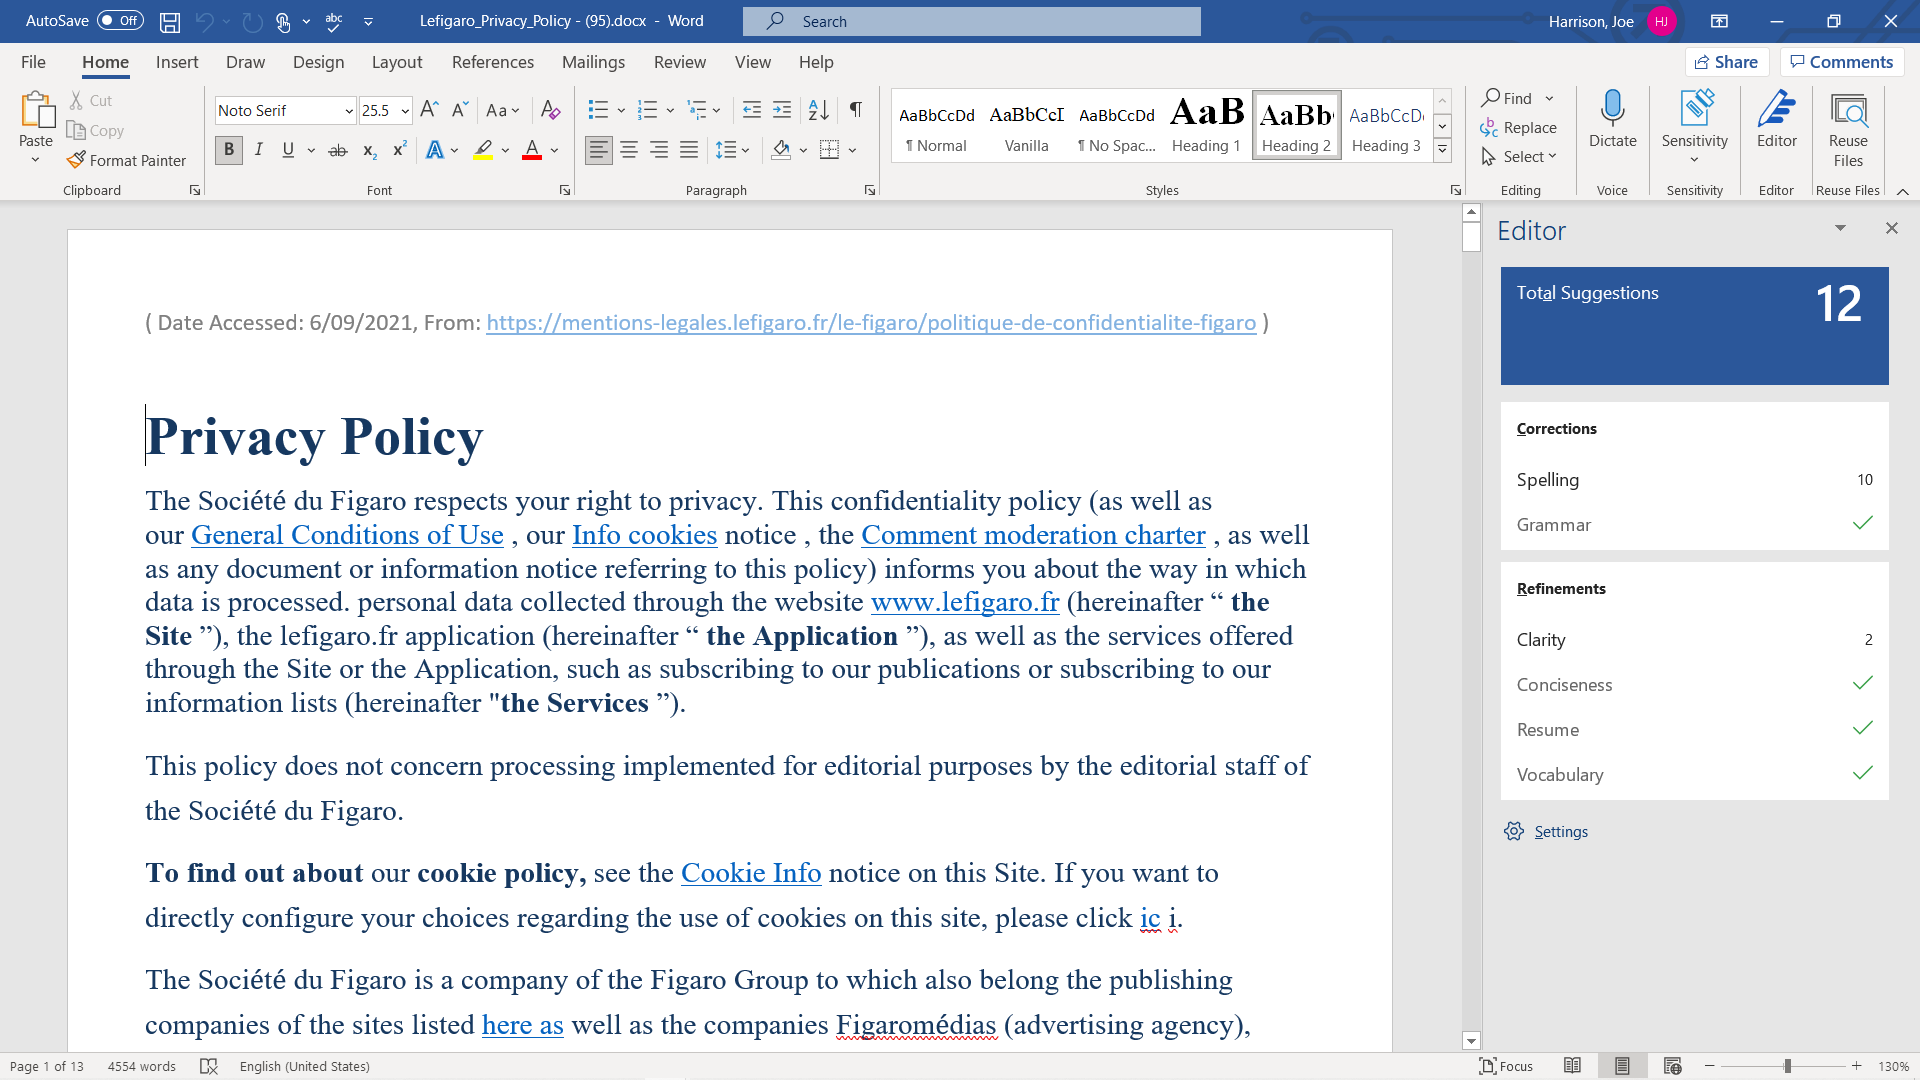 AutoSave Off
abc
Lefigaro_Privacy_Policy - (95).docx - Word
Search
Harrison, Joe HJ
File Home Insert Draw Design Layout References Mailings Review View Help
Share Comments
Paste
Cut
Copy
Format Painter
Clipboard
Noto Serif 25.5
Font
Paragraph
AaBbCcDd AaBbCcI AaBbCcDd AaB AaBb AaBbCcD
¶ Normal Vanilla ¶ No Spac... Heading 1 Heading 2 Heading 3
Styles
Find
Replace
Select
Editing
Dictate
Voice
Sensitivity
Sensitivity
Editor
Editor
Reuse
Files
Reuse Files
( Date Accessed: 6/09/2021, From: https://mentions-legales.lefigaro.fr/le-figaro/politique-de-confidentialite-figaro )
Privacy Policy
The Société du Figaro respects your right to privacy. This confidentiality policy (as well as
our General Conditions of Use , our Info cookies notice , the Comment moderation charter , as well
as any document or information notice referring to this policy) informs you about the way in which
data is processed. personal data collected through the website www.lefigaro.fr (hereinafter “ the
Site ”), the lefigaro.fr application (hereinafter “ the Application ”), as well as the services offered
through the Site or the Application, such as subscribing to our publications or subscribing to our
information lists (hereinafter "the Services ”).
This policy does not concern processing implemented for editorial purposes by the editorial staff of
the Société du Figaro.
To find out about our cookie policy, see the Cookie Info notice on this Site. If you want to
directly configure your choices regarding the use of cookies on this site, please click ic i.
The Société du Figaro is a company of the Figaro Group to which also belong the publishing
companies of the sites listed here as well as the companies Figaromédias (advertising agency),
Editor
Total Suggestions 12
Corrections
Spelling 10
Grammar
Refinements
Clarity 2
Conciseness
Resume
Vocabulary
Settings
Page 1 of 13 4554 words English (United States)
Focus
130%